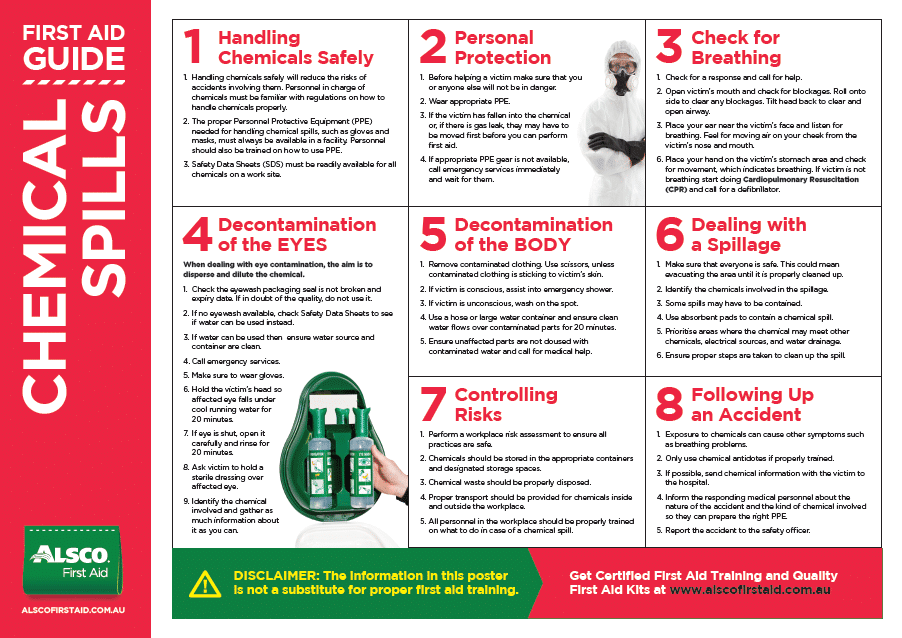 FIRST AID
GUIDE
CHEMICAL
SPILLS
ALSCO®
First Aid
ALSCOFIRSTAID.COM.AU
1 Handling
Chemicals Safely
1. Handling chemicals safely will reduce the risks of
accidents involving them. Personnel in charge of
chemicals must be familiar with regulations on how to
handle chemicals properly.
2. The proper Personnel Protective Equipment (PPE)
needed for handling chemical spills, such as gloves and
masks, must always be available in a facility. Personnel
should also be trained on how to use PPE.
3. Safety Data Sheets (SDS) must be readily available for all
chemicals on a work site.
2 Personal
Protection
1. Before helping a victim make sure that you
or anyone else will not be in danger.
2. Wear appropriate PPE.
3. If the victim has fallen into the chemical
or, if there is gas leak, they may have to
be moved first before you can perform
first aid.
4. If appropriate PPE gear is not available,
call emergency services immediately
and wait for them.
3 Check for
Breathing
1. Check for a response and call for help.
2. Open victim's mouth and check for blockages. Roll onto
side to clear any blockages. Tilt head back to clear and
open airway.
3. Place your ear near the victim's face and listen for
breathing. Feel for moving air on your cheek from the
victim's nose and mouth.
6. Place your hand on the victim's stomach area and check
for movement, which indicates breathing. If victim is not
breathing start doing Cardiopulmonary Resuscitation
(CPR) and call for a defibrillator.
4 Decontamination
of the EYES
When dealing with eye contamination, the aim is to
disperse and dilute the chemical.
1. Check the eyewash packaging seal is not broken and
expiry date. If in doubt of the quality, do not use it.
2. If no eyewash available, check Safety Data Sheets to see
if water can be used instead.
3. If water can be used then ensure water source and
container are clean.
4. Call emergency services.
5. Make sure to wear gloves.
6. Hold the victim's head so
affected eye falls under
cool running water for
20 minutes.
7. If eye is shut, open it
carefully and rinse for
20 minutes.
8. Ask victim to hold a
sterile dressing over
affected eye.
9. Identify the chemical
involved and gather as
much information about
it as you can.
5 Decontamination
of the BODY
1. Remove contaminated clothing. Use scissors, unless
contaminated clothing is sticking to victim's skin.
2. If victim is conscious, assist into emergency shower.
3. If victim is unconscious, wash on the spot.
4. Use a hose or large water container and ensure clean
water flows over contaminated parts for 20 minutes.
5. Ensure unaffected parts are not doused with
contaminated water and call for medical help.
6 Dealing with
a Spillage
1. Make sure that everyone is safe. This could mean
evacuating the area until it is properly cleaned up.
2. Identify the chemicals involved in the spillage.
3. Some spills may have to be contained.
4. Use absorbent pads to contain a chemical spill.
5. Prioritise areas where the chemical may meet other
chemicals, electrical sources, and water drainage.
6. Ensure proper steps are taken to clean up the spill.
7 Controlling
Risks
1. Perform a workplace risk assessment to ensure all
practices are safe.
2. Chemicals should be stored in the appropriate containers
and designated storage spaces.
3. Chemical waste should be properly disposed.
4. Proper transport should be provided for chemicals inside
and outside the workplace.
5. All personnel in the workplace should be properly trained
on what to do in case of a chemical spill.
8 Following Up
an Accident
1. Exposure to chemicals can cause other symptoms such
as breathing problems.
2. Only use chemical antidotes if properly trained.
3. If possible, send chemical information with the victim to
the hospital.
4. Inform the responding medical personnel about the
nature of the accident and the kind of chemical involved
so they can prepare the right PPE.
5. Report the accident to the safety officer.
DISCLAIMER: The information in this poster
is not a substitute for proper first aid training.
Get Certified First Aid Training and Quality
First Aid Kits at www.alscofirstaid.com.au